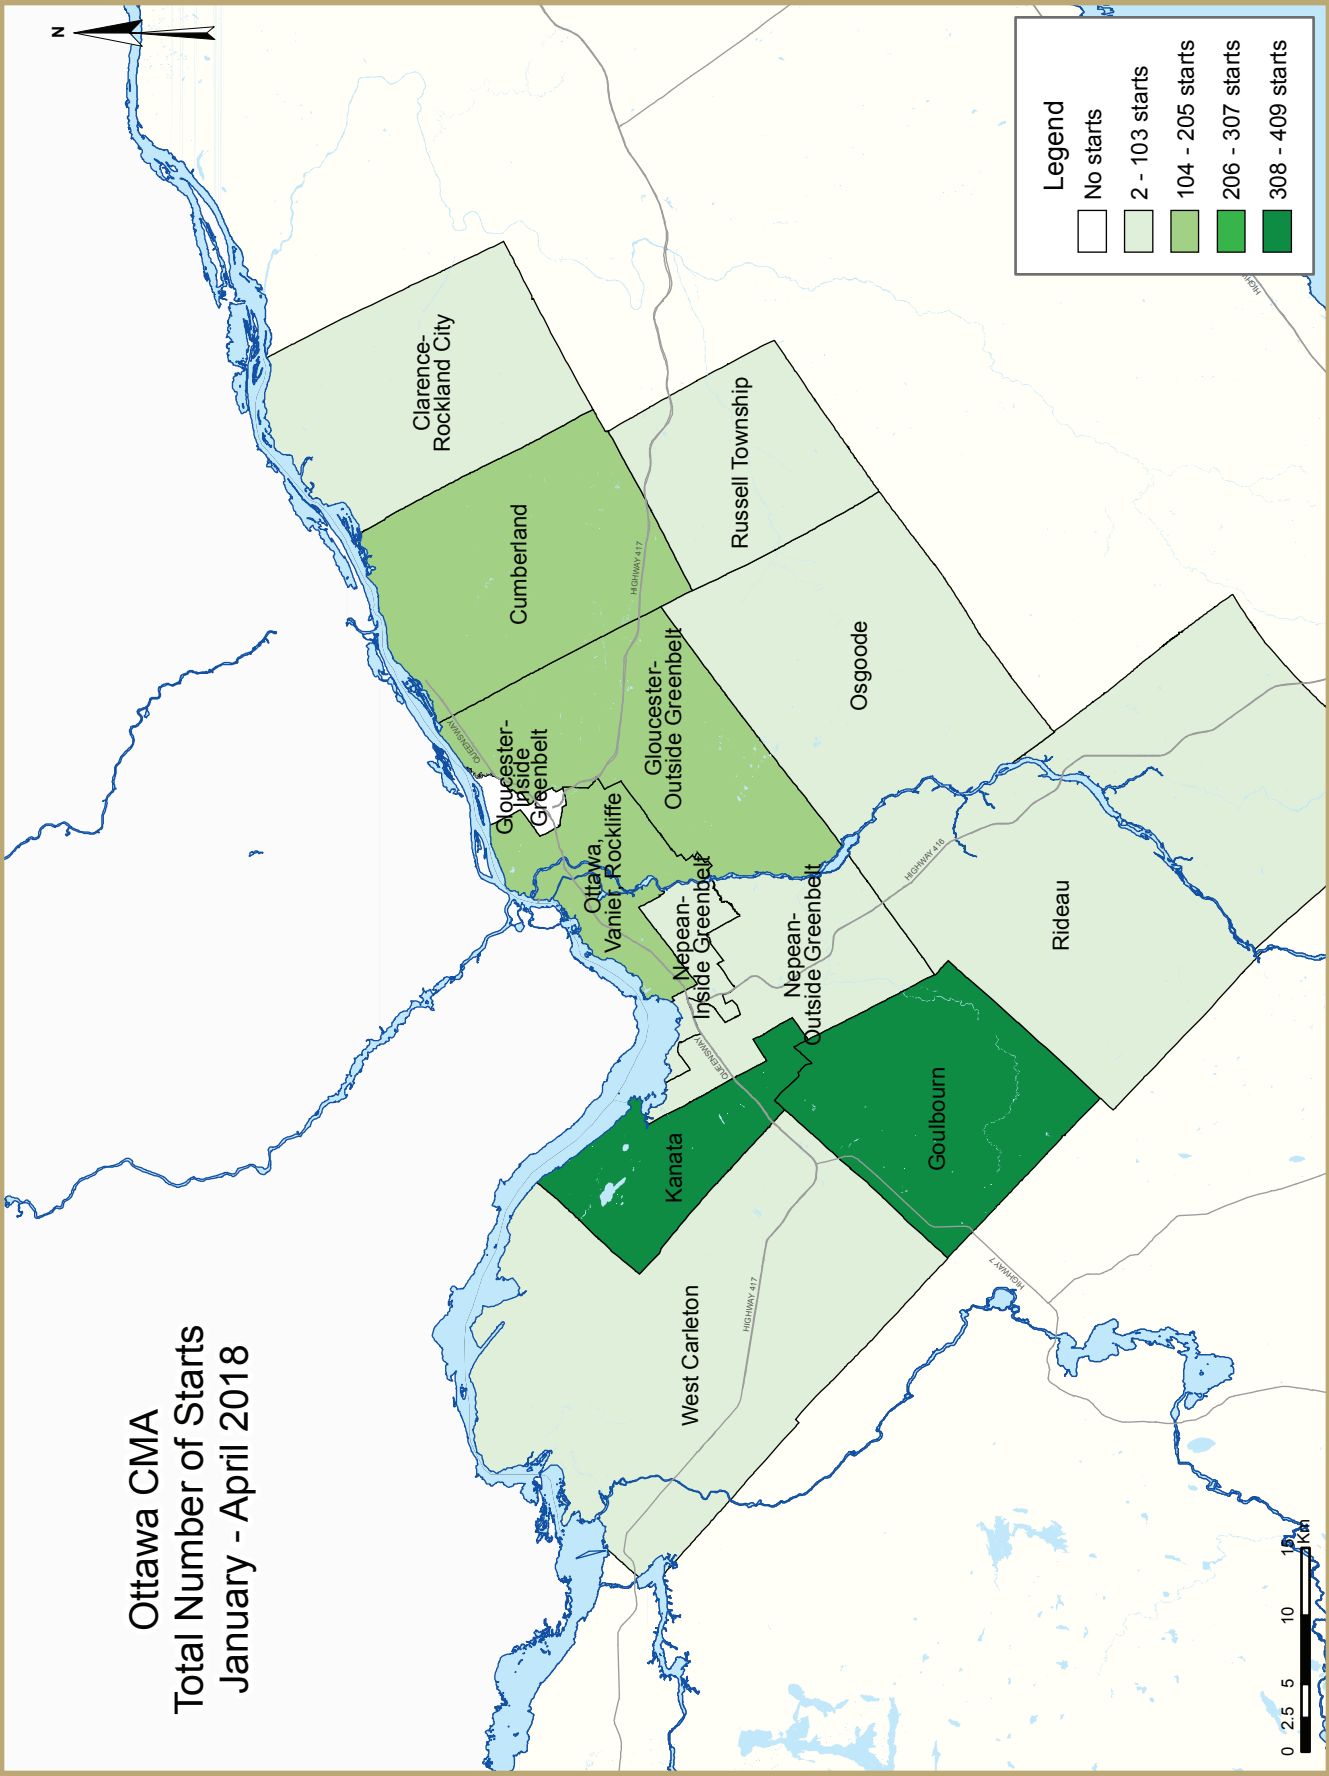 Ottawa CMA
Total Number of Starts
January - April 2018
N
Clarence-
Rockland City
Cumberland
Russell Township
HIGHWAY 417
QUEENSWAY
Gloucester-
Inside
Greenbelt
Gloucester-
Outside Greenbelt
Osgoode
Ottawa,
Vanier, Rockliffe
Nepean-
Inside Greenbelt
Nepean-
Outside Greenbelt
HIGHWAY 416
Rideau
QUEENSWAY
Kanata
Goulbourn
West Carleton
HIGHWAY 417
HIGHWAY 7
Legend
No starts
2 - 103 starts
104 - 205 starts
206 - 307 starts
308 - 409 starts
0 2.5 5 10 15
Km